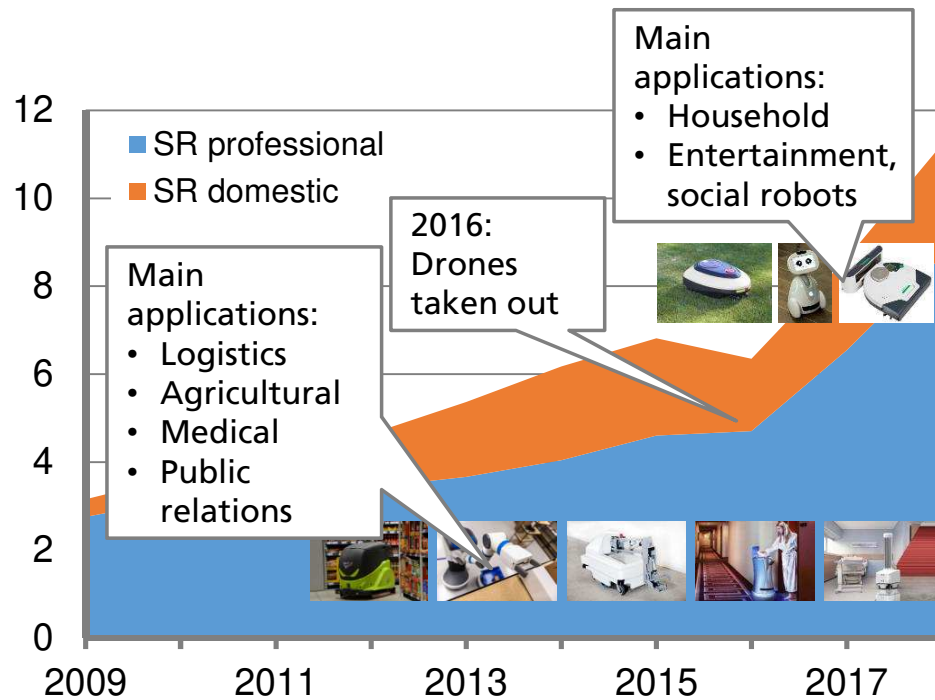 Main
applications:
• Household
• Entertainment,
social robots
12
10
8
6
4
2
0
SR professional
SR domestic
2016:
Drones
taken out
Main
applications:
• Logistics
• Agricultural
• Medical
• Public
relations
2009
2011
2013
2015
2017